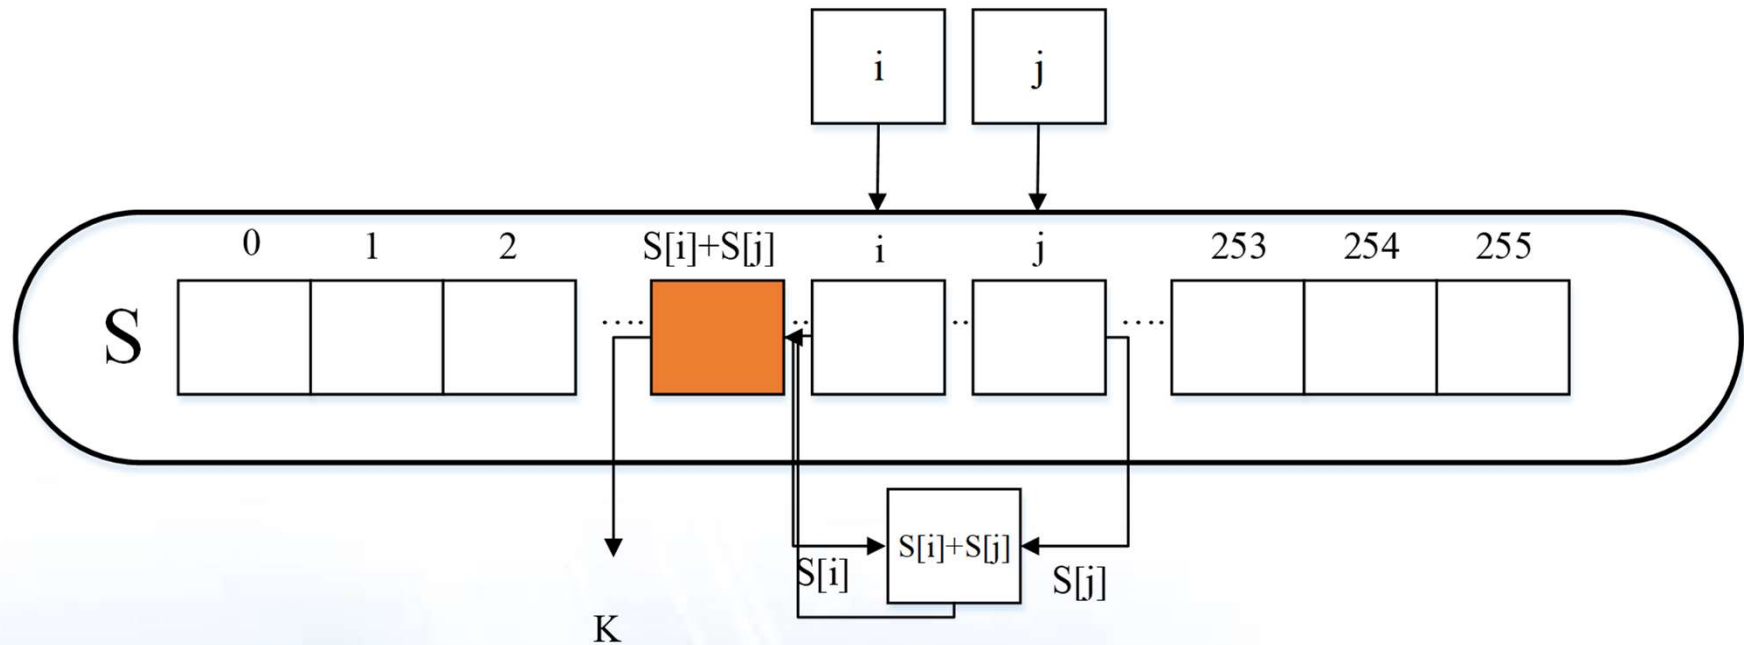 i j
0 1 2 S[i]+S[j] i j 253 254 255
S ···· ·· ·· ····
S[i]+S[j]
S[i] S[j]
K